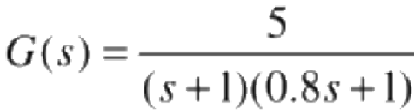 G(s) = 5 / (s+1)(0.8s+1)